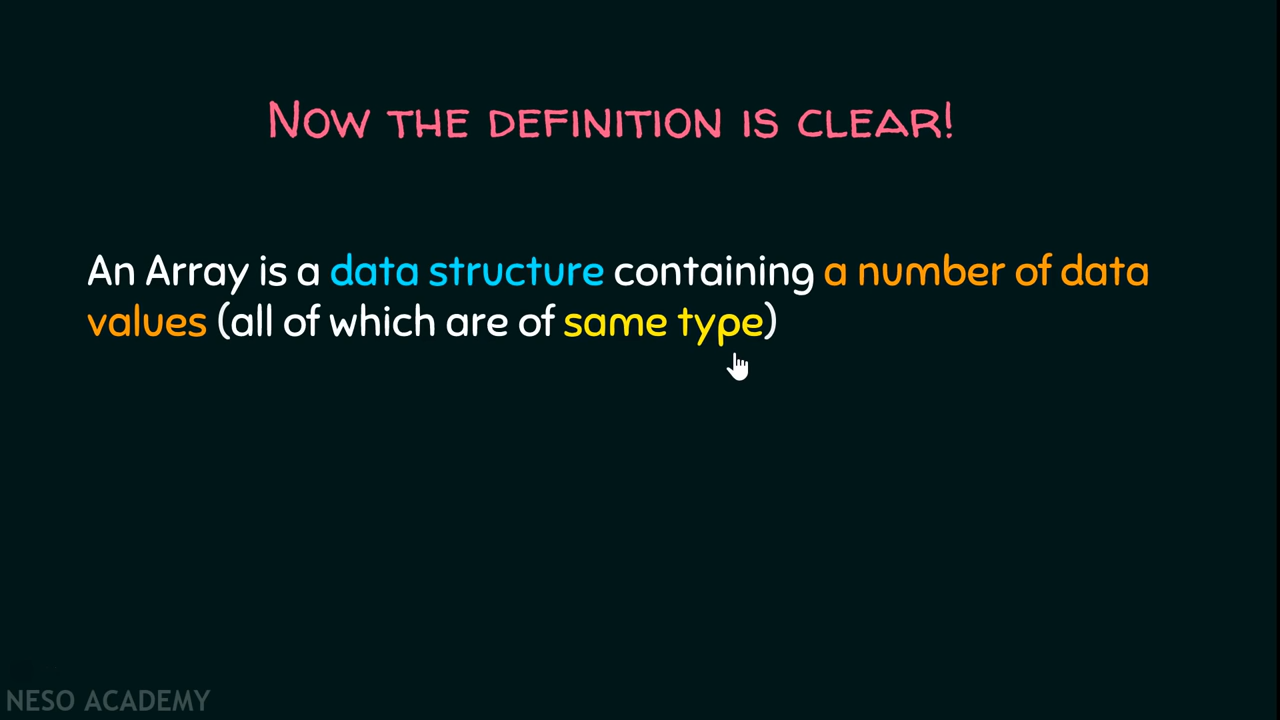 Now the definition is clear!
An Array is a data structure containing a number of data
values (all of which are of same type)
NESO ACADEMY